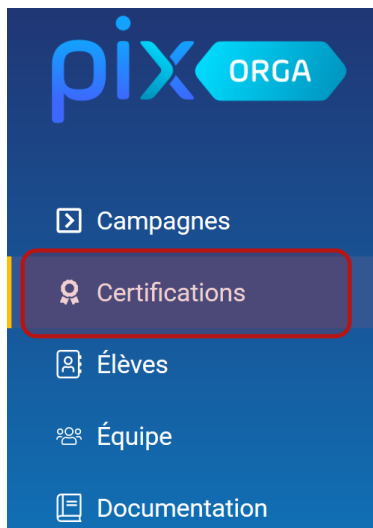 pix ORGA
Campagnes
Certifications
Élèves
Équipe
Documentation